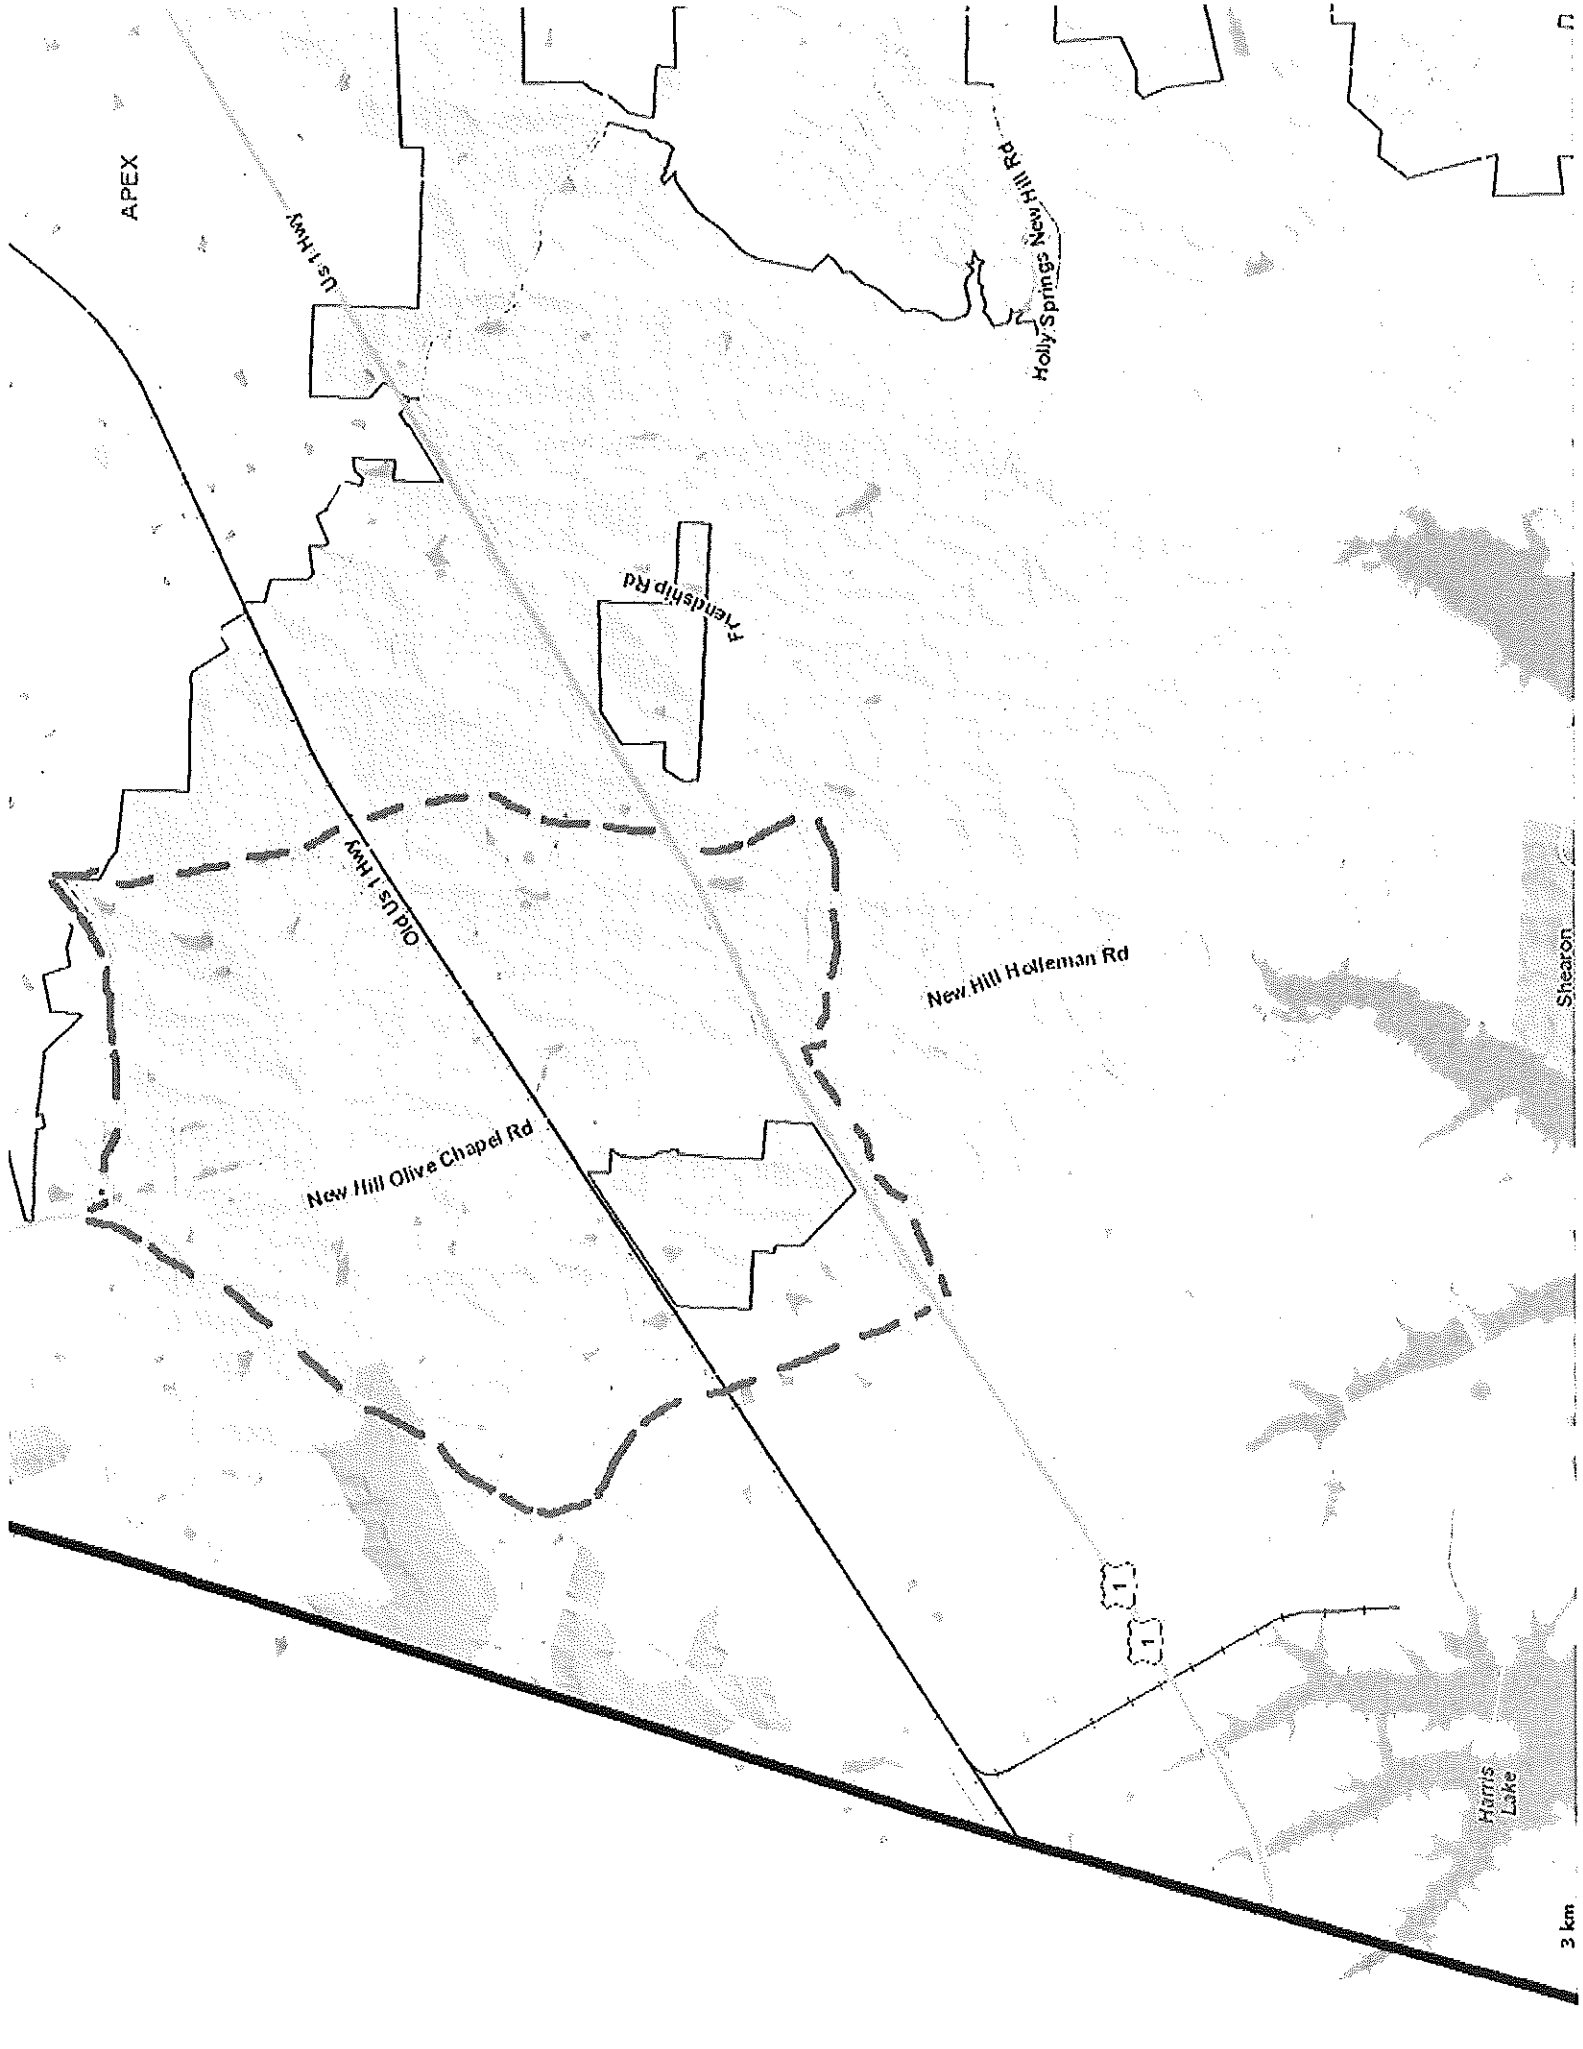 APEX
Us 1 Hwy
Old Us 1 Hwy
Friendship Rd
Holly Springs New Hill Rd
New Hill Olive Chapel Rd
New Hill Holleman Rd
1
1
Shearon
Harris
Lake
3 km